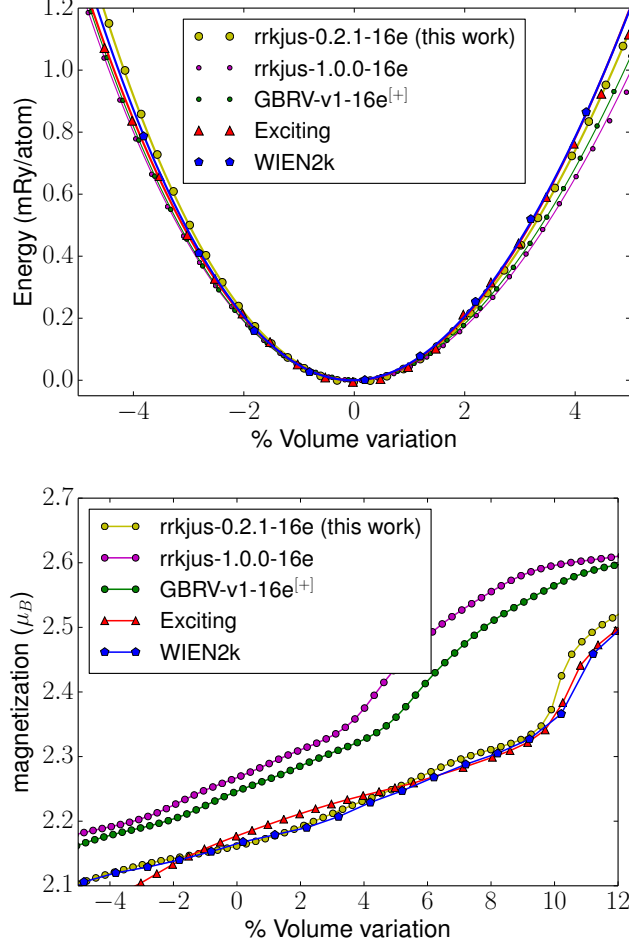 1.2
1.0
0.8
0.6
0.4
0.2
0.0
Energy (mRy/atom)
rrkjus-0.2.1-16e (this work)
rrkjus-1.0.0-16e
GBRV-v1-16e[+]
Exciting
WIEN2k
−4 −2 0 2 4
% Volume variation
2.7
2.6
2.5
2.4
2.3
2.2
2.1
magnetization (μB)
rrkjus-0.2.1-16e (this work)
rrkjus-1.0.0-16e
GBRV-v1-16e[+]
Exciting
WIEN2k
−4 −2 0 2 4 6 8 10 12
% Volume variation